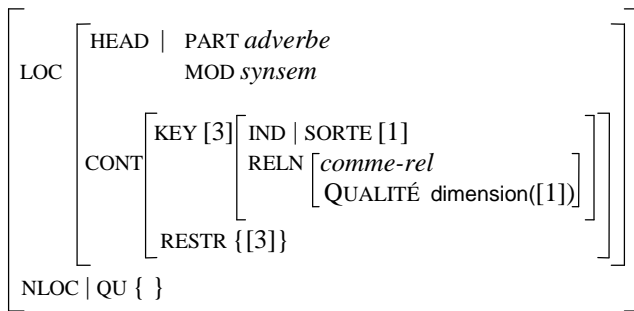 HEAD | PART adverbe
LOC MOD synsem
KEY [3] IND | SORTE [1]
CONT RELN comme-rel
QUALITÉ dimension([1])
RESTR {[3]}
NLOC | QU { }